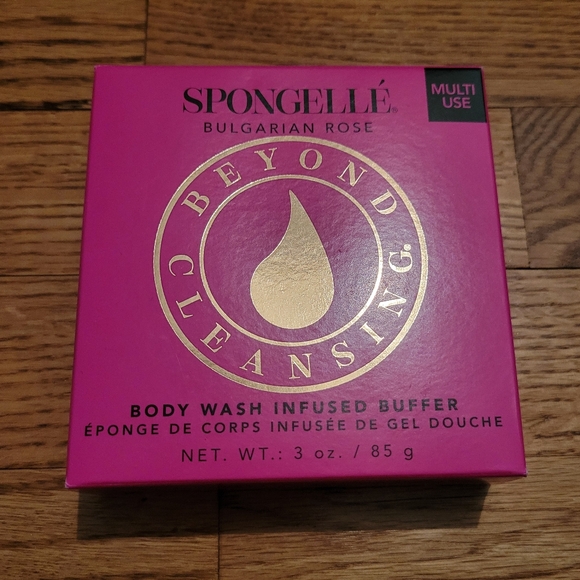 SPONGELLÉ®
BULGARIAN ROSE
MULTI
USE
BEYOND
CLEANSING®
BODY WASH INFUSED BUFFER
ÉPONGE DE CORPS INFUSÉE DE GEL DOUCHE
NET. WT.: 3 oz. / 85 g